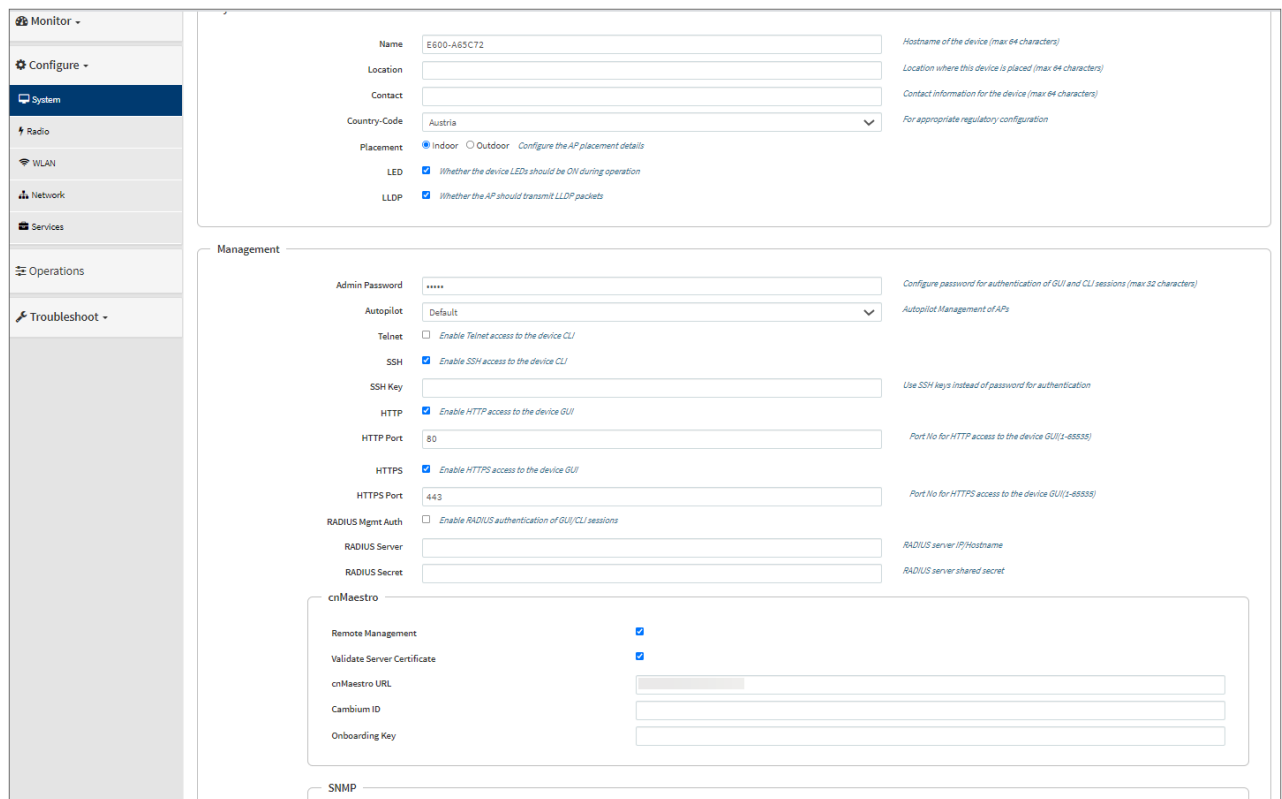 Monitor
Configure
System
Radio
WLAN
Network
Services
Operations
Troubleshoot
Name E600-A65C72 Hostname of the device (max 64 characters)
Location Location where this device is placed (max 64 characters)
Contact Contact information for the device (max 64 characters)
Country-Code Austria For appropriate regulatory configuration
Placement Indoor Outdoor Configure the AP placement details
LED Whether the device LEDs should be ON during operation
LLDP Whether the AP should transmit LLDP packets
Management
Admin Password ••••• Configure password for authentication of GUI and CLI sessions (max 32 characters)
Autopilot Default Autopilot Management of APs
Telnet Enable Telnet access to the device CLI
SSH Enable SSH access to the device CLI
SSH Key Use SSH keys instead of password for authentication
HTTP Enable HTTP access to the device GUI
HTTP Port 80 Port No for HTTP access to the device GUI(1-65535)
HTTPS Enable HTTPS access to the device GUI
HTTPS Port 443 Port No for HTTPS access to the device GUI(1-65535)
RADIUS Mgmt Auth Enable RADIUS authentication of GUI/CLI sessions
RADIUS Server RADIUS server IP/Hostname
RADIUS Secret RADIUS server shared secret
cnMaestro
Remote Management
Validate Server Certificate
cnMaestro URL
Cambium ID
Onboarding Key
SNMP